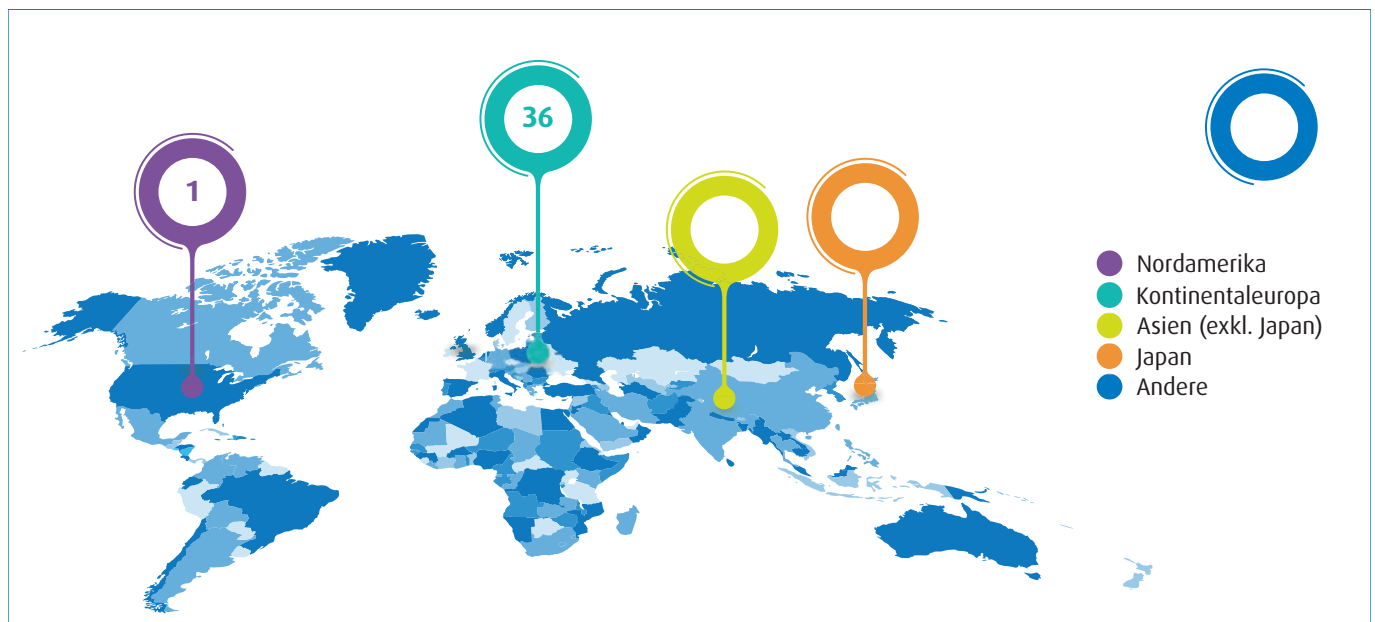 36
1
Nordamerika
Kontinentaleuropa
Asien (exkl. Japan)
Japan
Andere